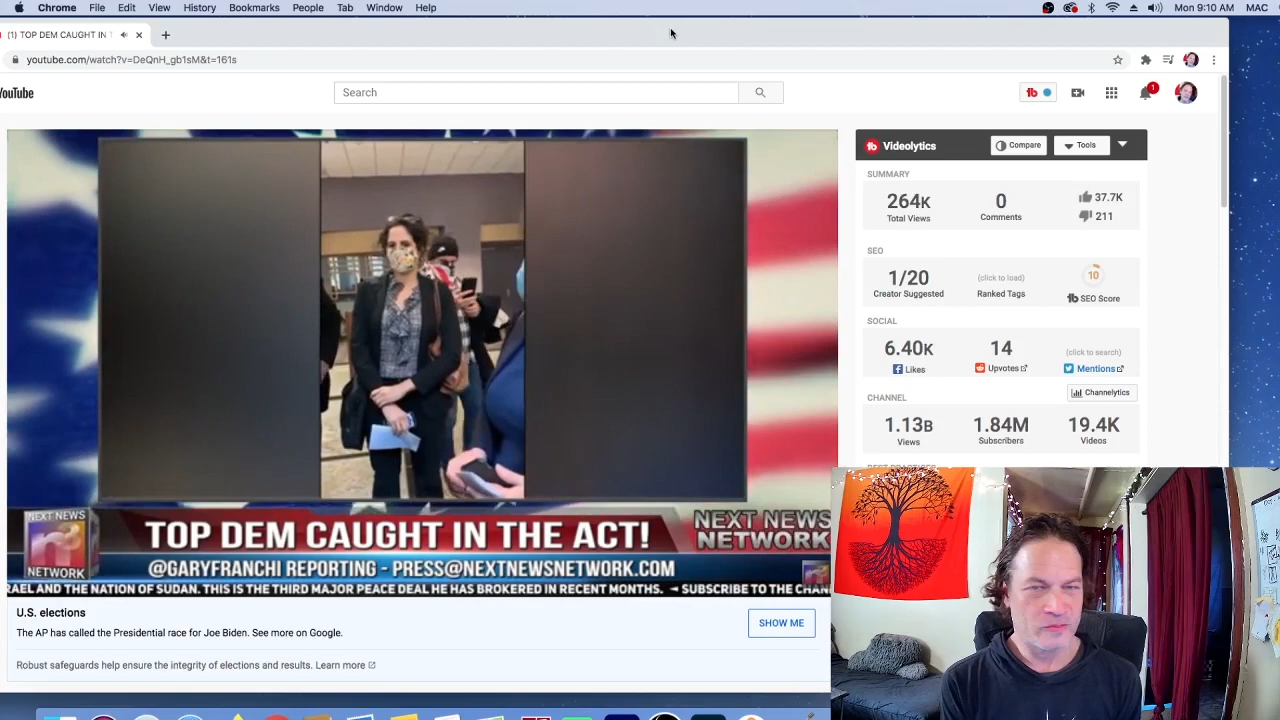 Chrome File Edit View History Bookmarks People Tab Window Help Mon 9:10 AM MAC
(1) TOP DEM CAUGHT IN T
youtube.com/watch?v=DeQnH_gb1sM&t=161s
YouTube Search 1
Videolytics Compare Tools
SUMMARY
264K 0 37.7K
Total Views Comments 211
SEO
1/20 (click to load) 10
Creator Suggested Ranked Tags SEO Score
SOCIAL
6.40K 14 (click to search)
Likes Upvotes Mentions
CHANNEL Channelytics
1.13B 1.84M 19.4K
Views Subscribers Videos
NEXT NEWS NETWORK
TOP DEM CAUGHT IN THE ACT!
NEXT NEWS
NETWORK
@GARYFRANCHI REPORTING - PRESS@NEXTNEWSNETWORK.COM
RAEL AND THE NATION OF SUDAN. THIS IS THE THIRD MAJOR PEACE DEAL HE HAS BROKERED IN RECENT MONTHS. SUBSCRIBE TO THE CHAN
U.S. elections
The AP has called the Presidential race for Joe Biden. See more on Google.
SHOW ME
Robust safeguards help ensure the integrity of elections and results. Learn more